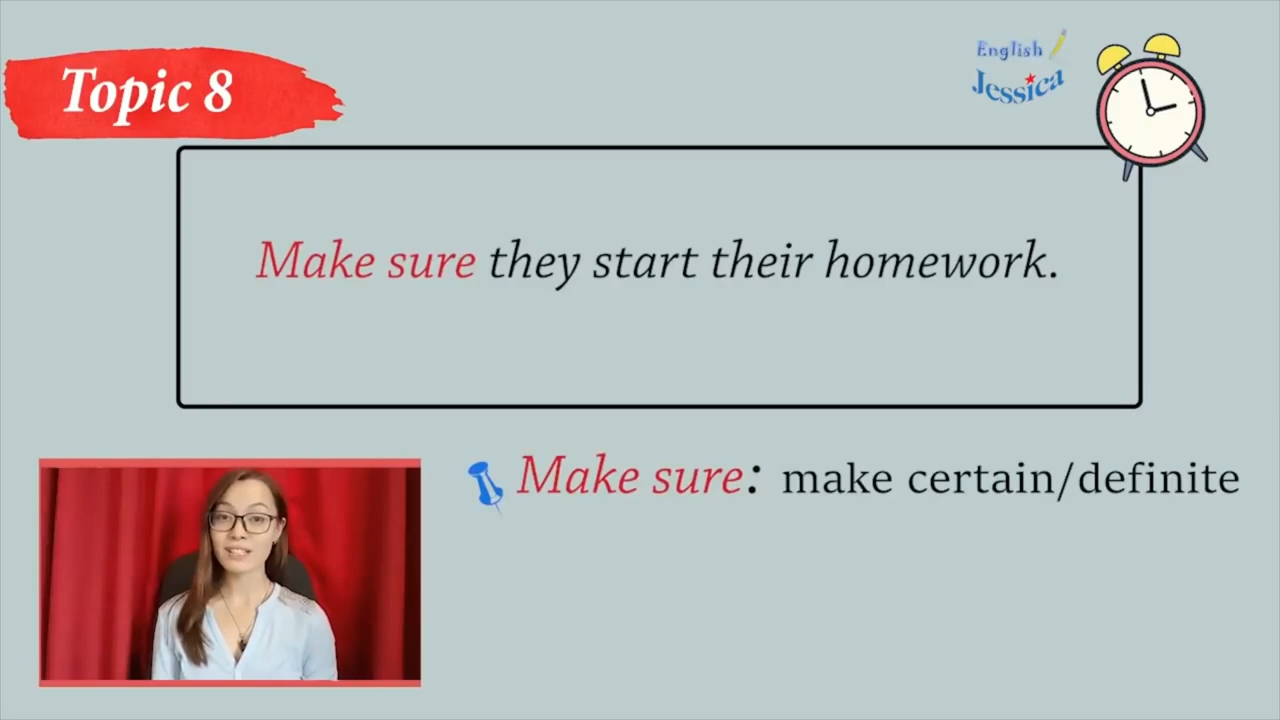 Topic 8
English
Jessica
Make sure they start their homework.
Make sure: make certain/definite